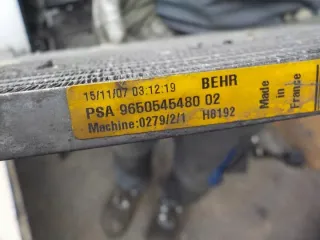 15/11/07 03.12.19 BEHR
PSA 9650545480 02
Machine:0279/2/1 H8192
Made in
France